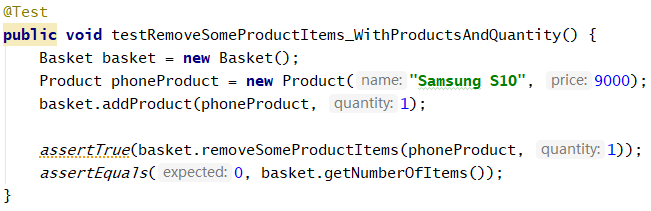 @Test
public void testRemoveSomeProductItems_WithProductsAndQuantity() {
Basket basket = new Basket();
Product phoneProduct = new Product( name: "Samsung S10", price: 9000);
basket.addProduct(phoneProduct, quantity: 1);
assertTrue(basket.removeSomeProductItems(phoneProduct, quantity: 1));
assertEquals( expected: 0, basket.getNumberOfItems());
}